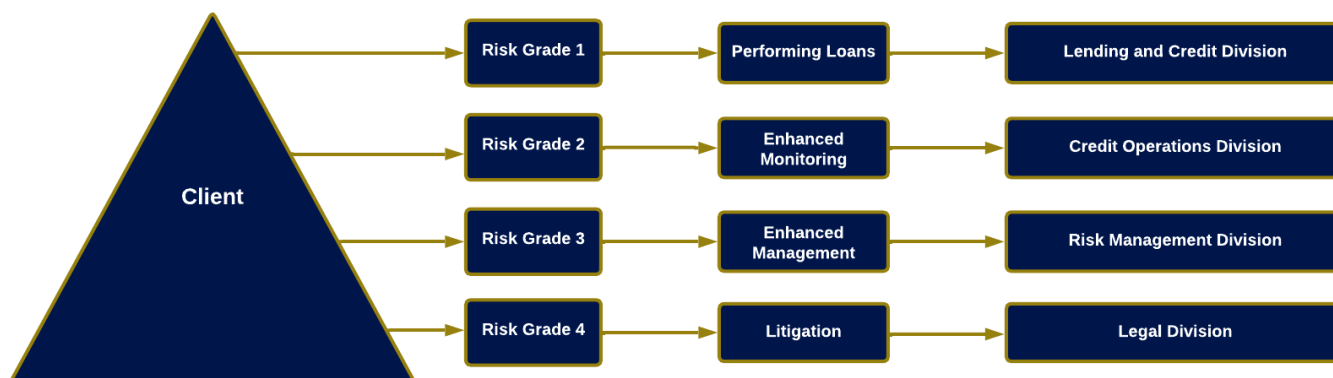 Client
Risk Grade 1
Performing Loans
Lending and Credit Division
Risk Grade 2
Enhanced
Monitoring
Credit Operations Division
Risk Grade 3
Enhanced
Management
Risk Management Division
Risk Grade 4
Litigation
Legal Division